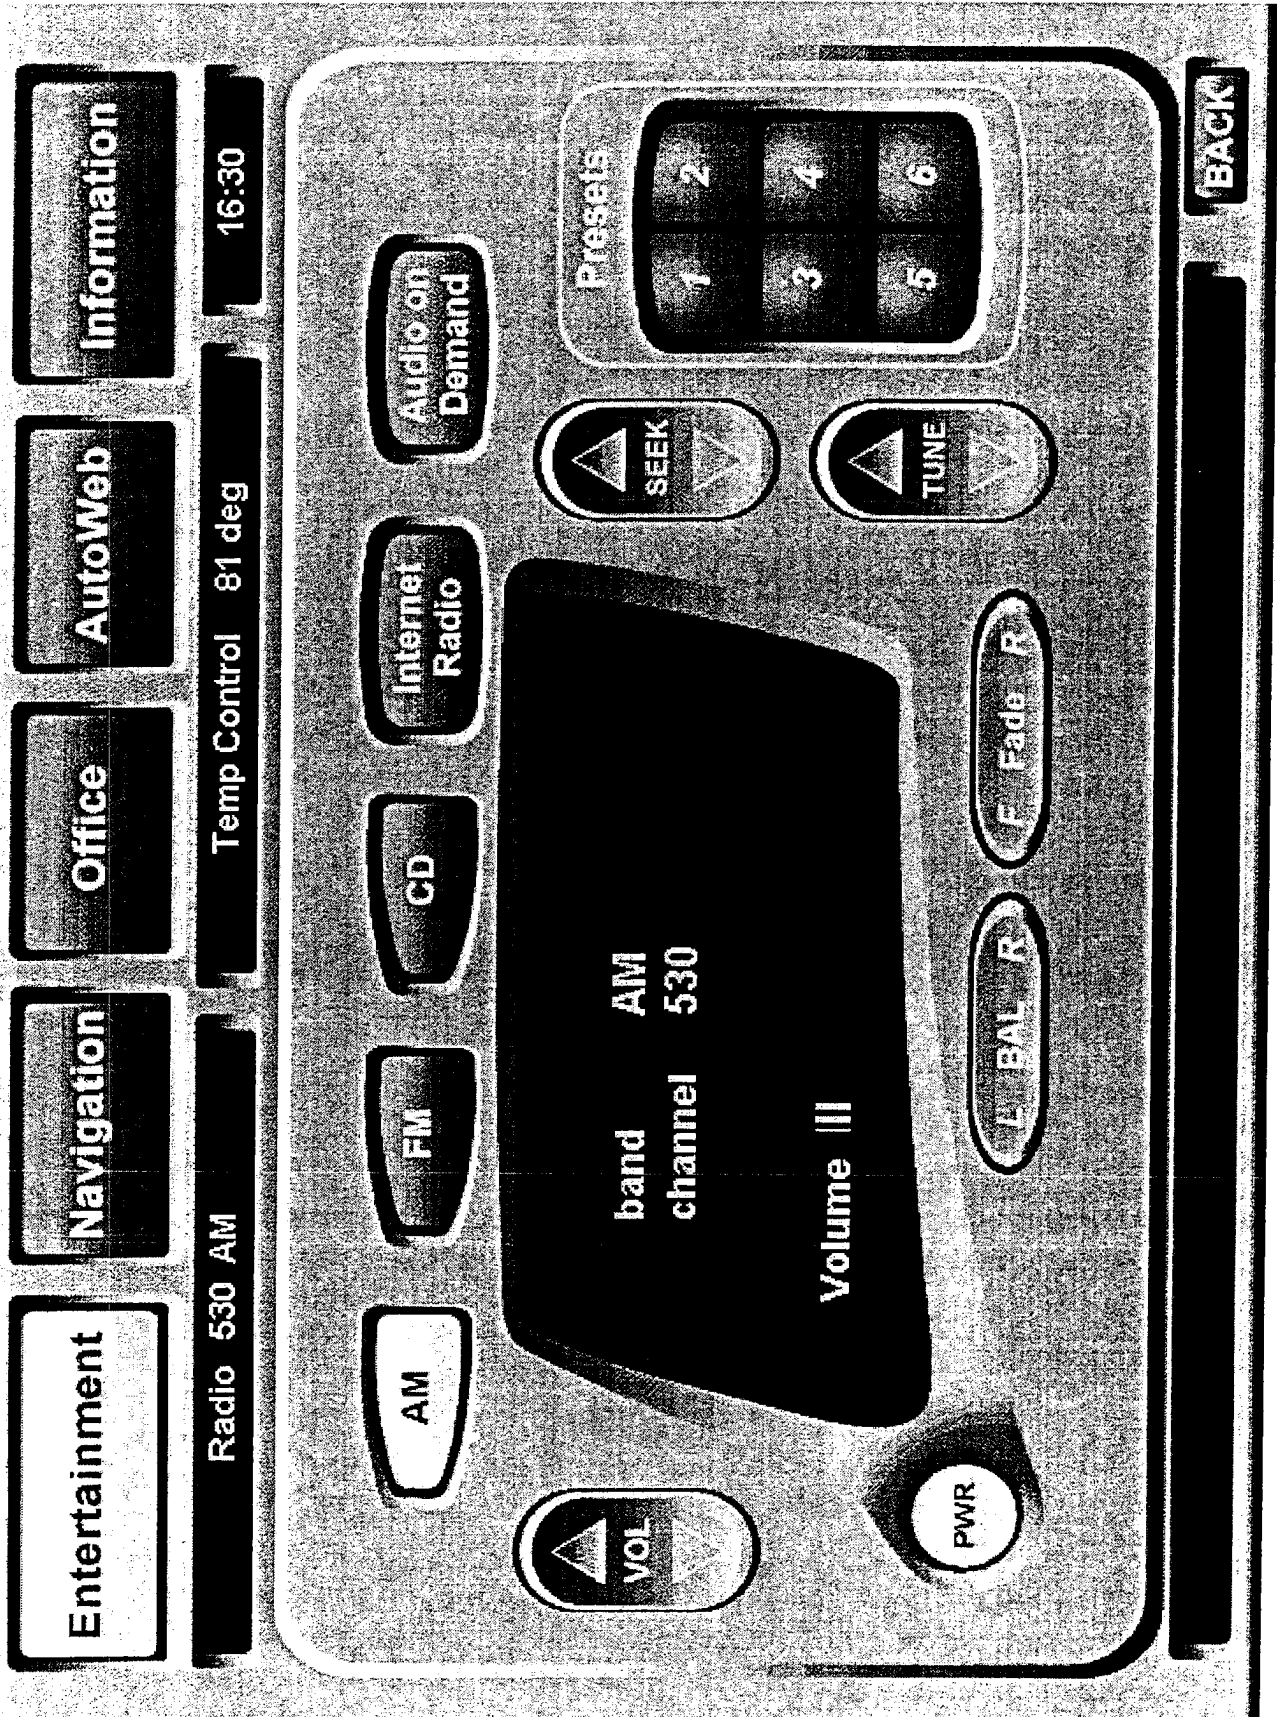 Entertainment
Navigation
Office
AutoWeb
Information
Radio 530 AM
Temp Control 81 deg
16:30
AM
FM
CD
Internet
Radio
Audio on
Demand
VOL
band AM
channel 530
Volume |||
SEEK
TUNE
Presets
1 2
3 4
5 6
PWR
L BAL R
F Fade R
BACK